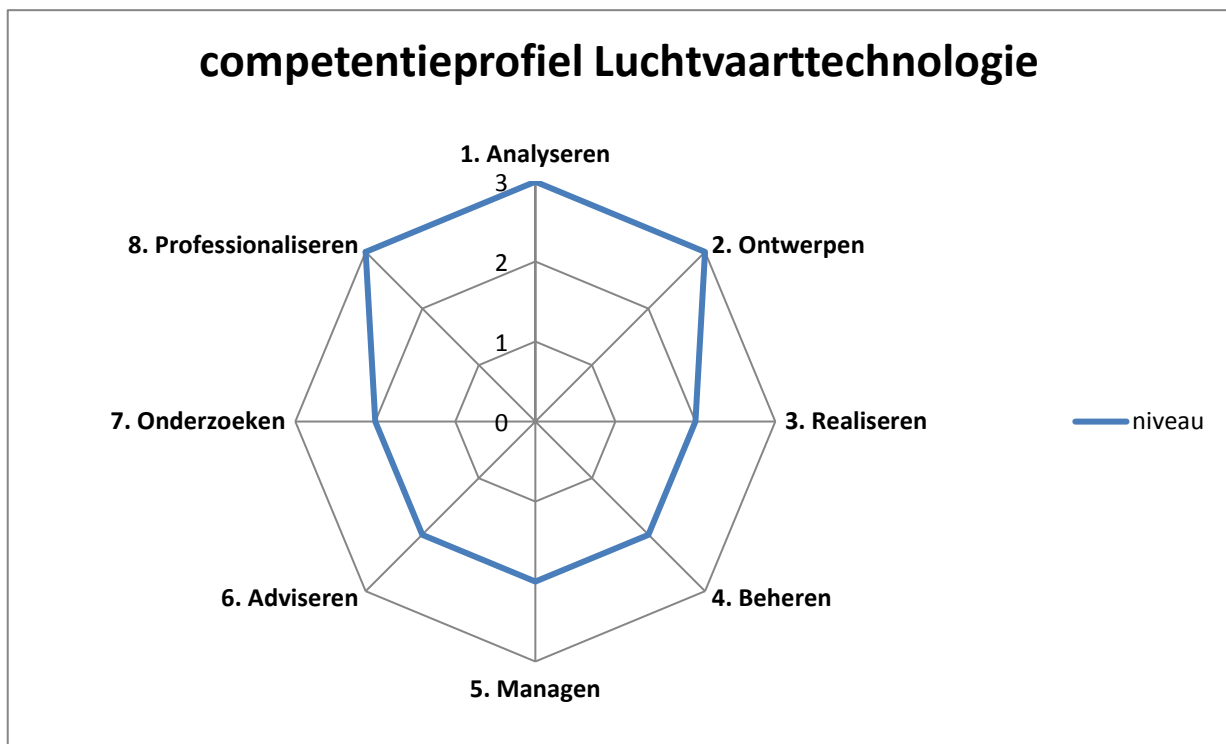 competentieprofiel Luchtvaarttechnologie
1. Analyseren
3
8. Professionaliseren
2. Ontwerpen
2
1
7. Onderzoeken
0
3. Realiseren
niveau
6. Adviseren
4. Beheren
5. Managen